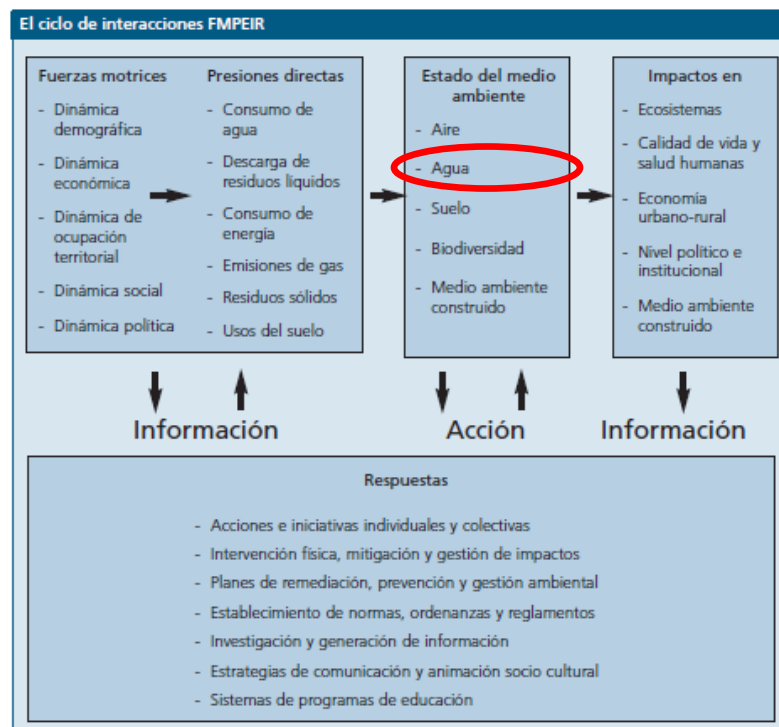 El ciclo de interacciones FMPEIR
Fuerzas motrices
- Dinámica
demográfica
- Dinámica
económica
- Dinámica de
ocupación
territorial
- Dinámica social
- Dinámica política
Presiones directas
- Consumo de
agua
- Descarga de
residuos líquidos
- Consumo de
energía
- Emisiones de gas
- Residuos sólidos
- Usos del suelo
Estado del medio
ambiente
- Aire
- Agua
- Suelo
- Biodiversidad
- Medio ambiente
construido
Impactos en
- Ecosistemas
- Calidad de vida y
salud humanas
- Economía
urbano-rural
- Nivel político e
institucional
- Medio ambiente
construido
Información
Acción
Información
Respuestas
- Acciones e iniciativas individuales y colectivas
- Intervención física, mitigación y gestión de impactos
- Planes de remediación, prevención y gestión ambiental
- Establecimiento de normas, ordenanzas y reglamentos
- Investigación y generación de información
- Estrategias de comunicación y animación socio cultural
- Sistemas de programas de educación